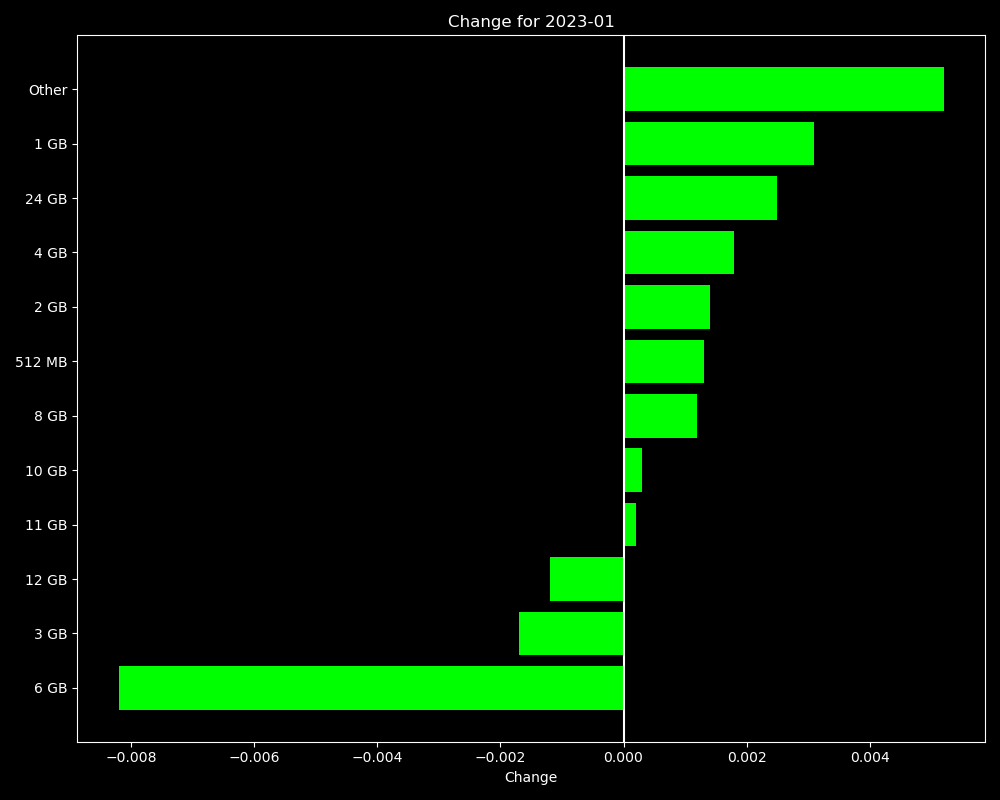 Change for 2023-01
Other
1 GB
24 GB
4 GB
2 GB
512 MB
8 GB
10 GB
11 GB
12 GB
3 GB
6 GB
−0.008 −0.006 −0.004 −0.002 0.000 0.002 0.004
Change